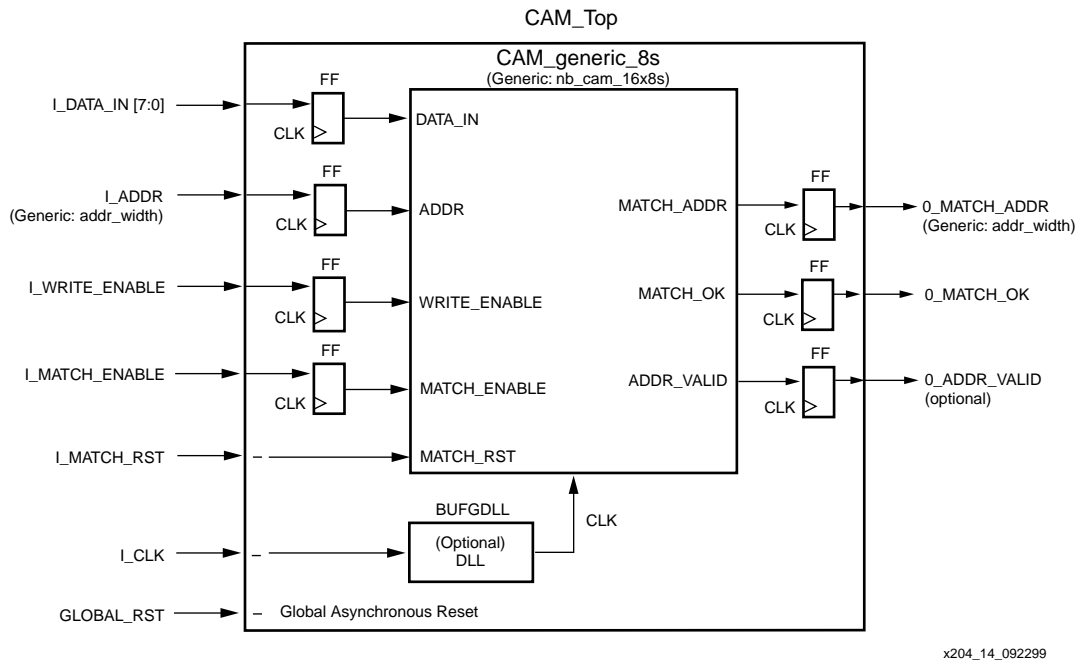 CAM_Top
CAM_generic_8s
(Generic: nb_cam_16x8s)
I_DATA_IN [7:0]
FF
CLK
DATA_IN
I_ADDR
(Generic: addr_width)
FF
CLK
ADDR
MATCH_ADDR
FF
CLK
0_MATCH_ADDR
(Generic: addr_width)
I_WRITE_ENABLE
FF
CLK
WRITE_ENABLE
MATCH_OK
FF
CLK
0_MATCH_OK
I_MATCH_ENABLE
FF
CLK
MATCH_ENABLE
ADDR_VALID
FF
CLK
0_ADDR_VALID
(optional)
I_MATCH_RST
MATCH_RST
BUFGDLL
CLK
I_CLK
(Optional)
DLL
GLOBAL_RST
Global Asynchronous Reset
x204_14_092299